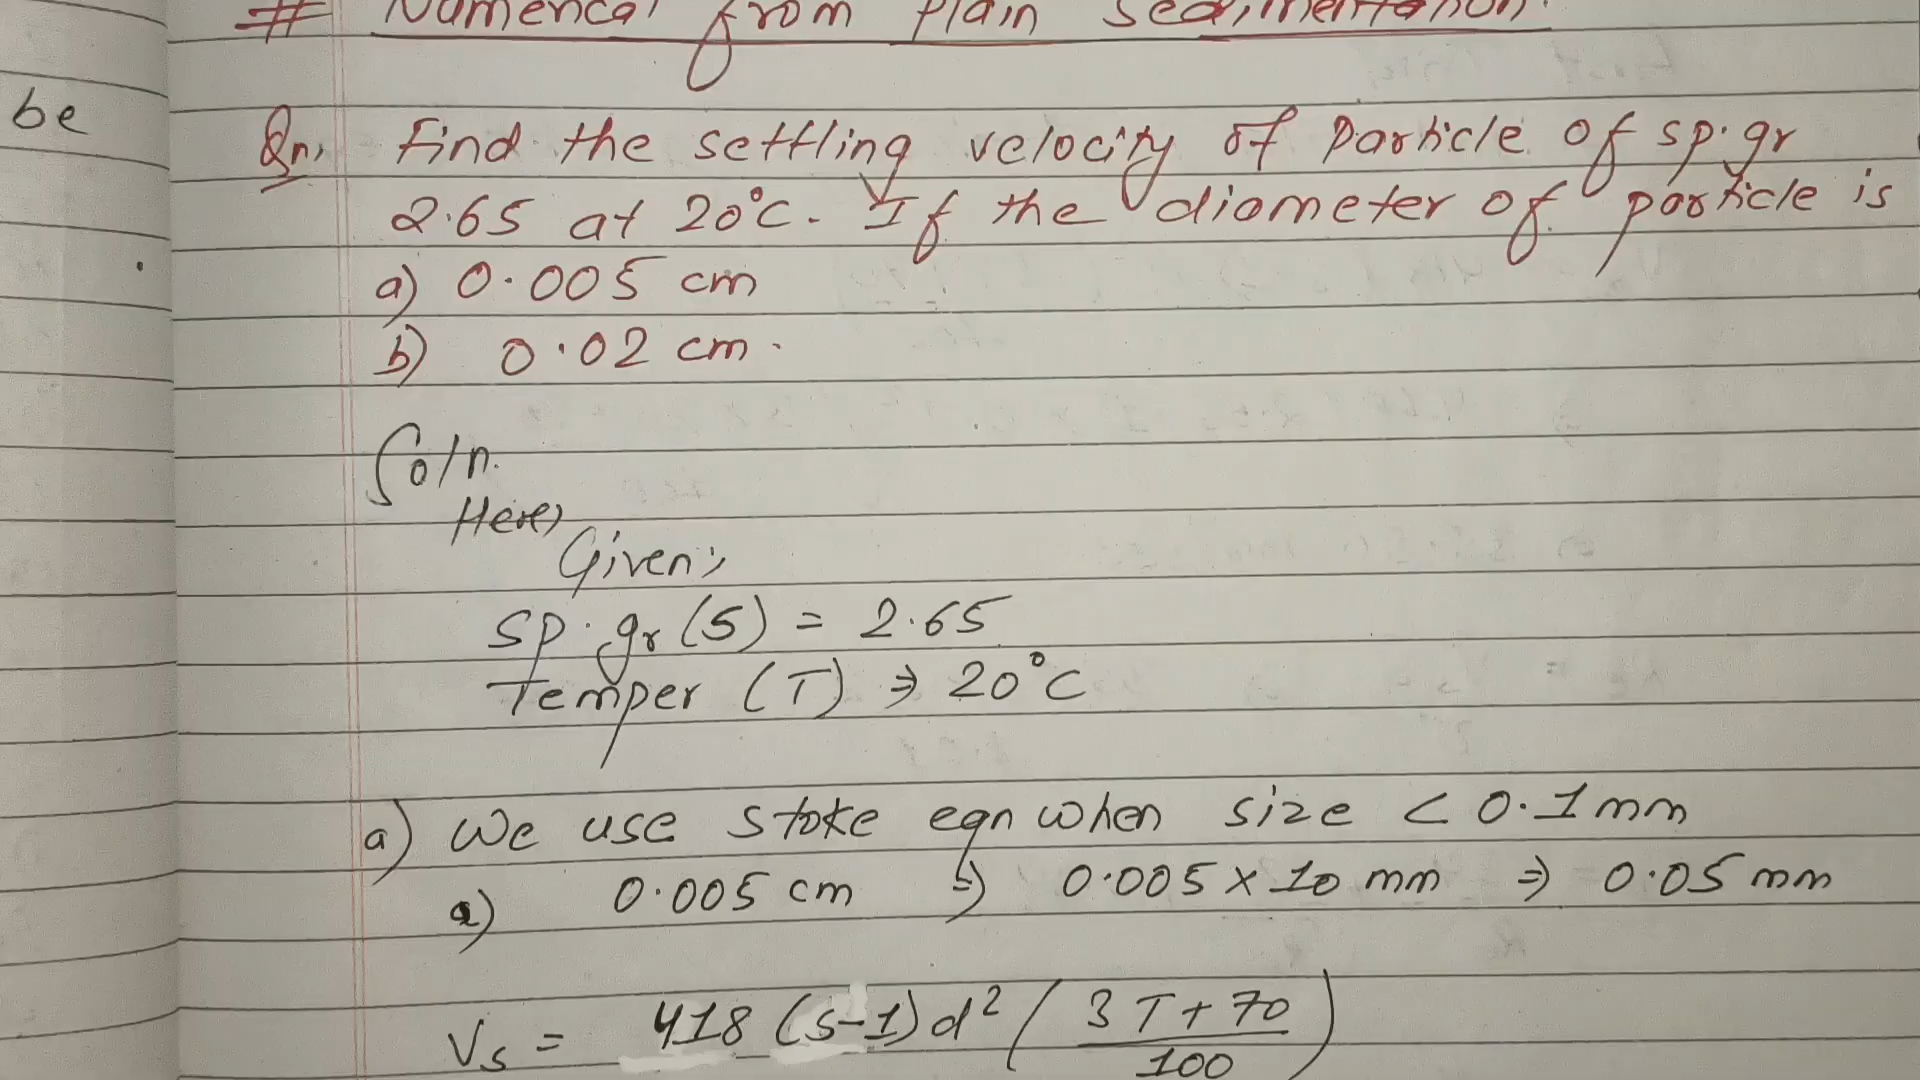 # Numerical from plain sedimentation.
be
Qn, Find the settling velocity of Particle of sp.gr
2.65 at 20°C. If the diameter of particle is
a) 0.005 cm
b) 0.02 cm.
Soln.
Here,
Given,
sp.gr (S) = 2.65
Temper (T) ⇒ 20°C
a) We use stoke eqn when size < 0.1 mm
a) 0.005 cm ⇒ 0.005 x 10 mm ⇒ 0.05 mm
Vs = 418 (s-1) d² ( 3T + 70 / 100 )